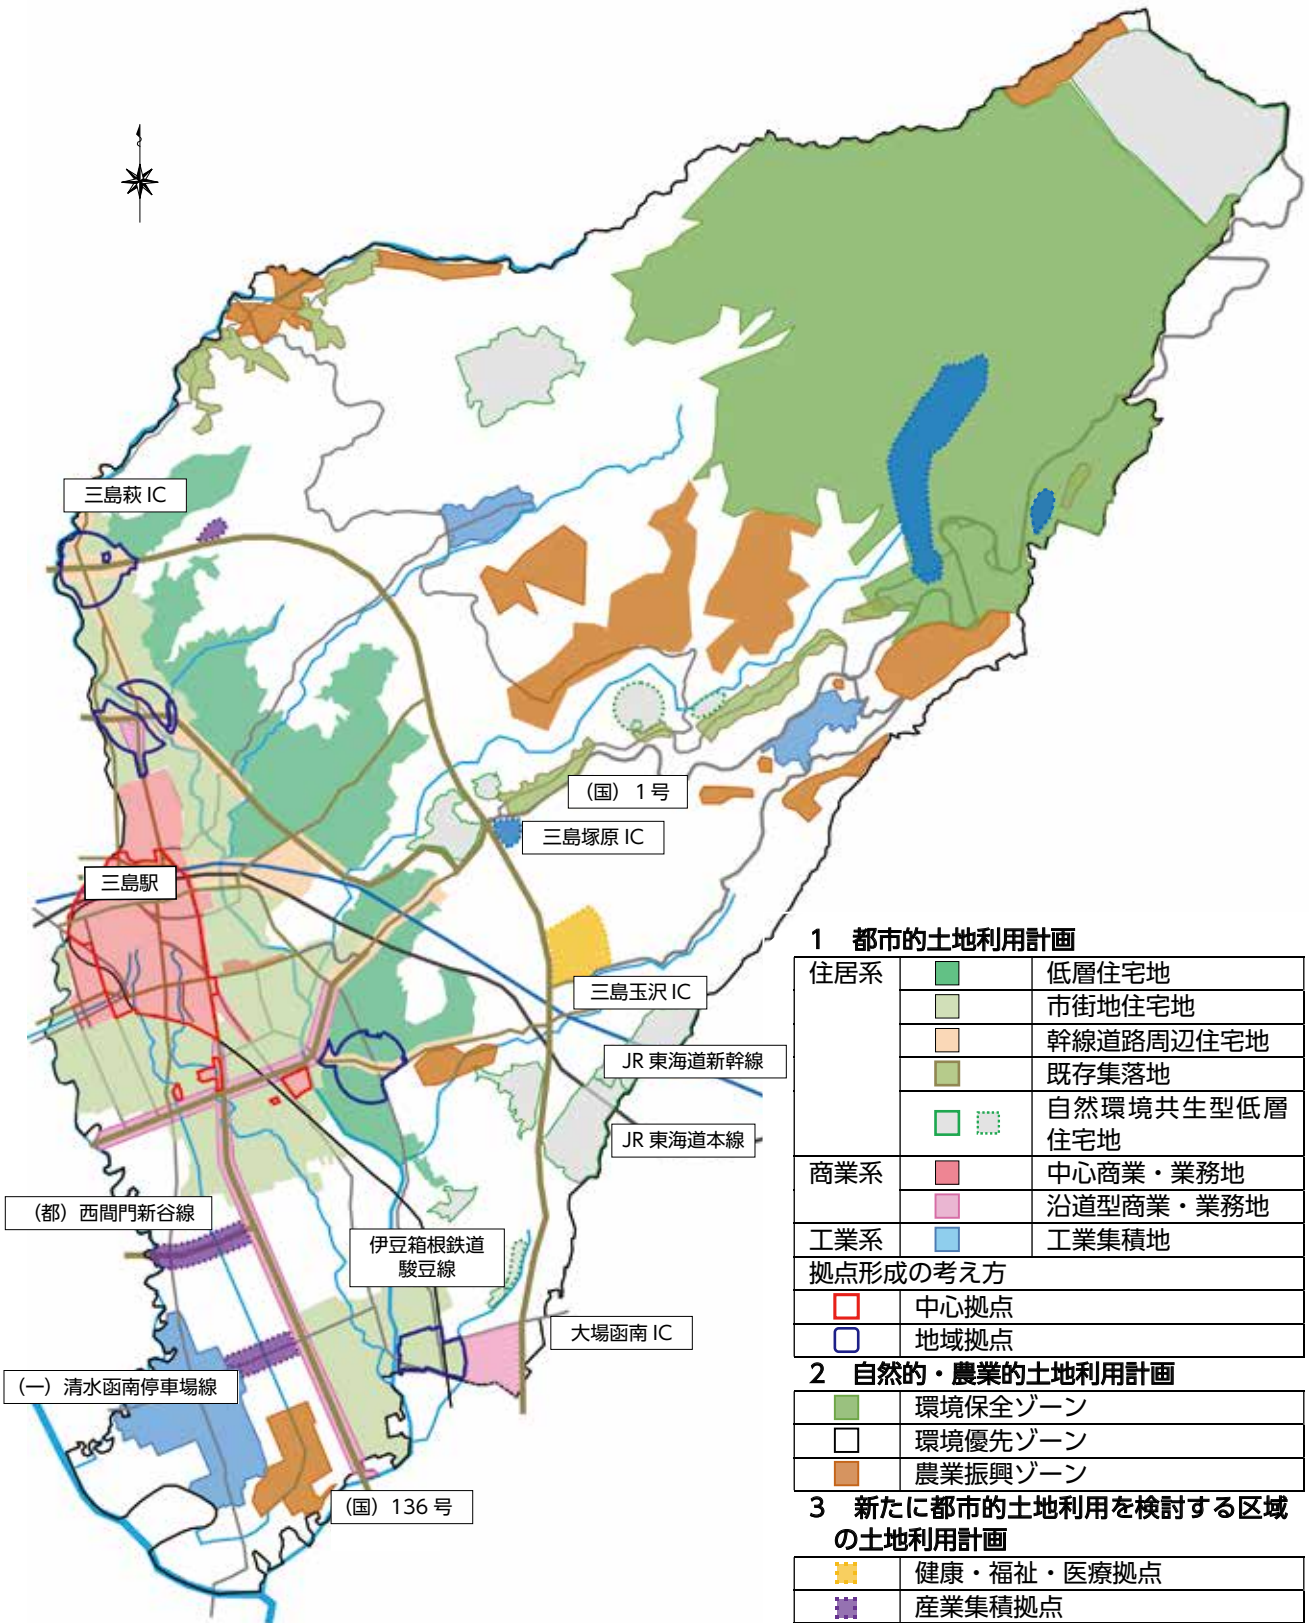 三島萩 IC
(国) 1号
三島塚原 IC
三島駅
三島玉沢 IC
JR 東海道新幹線
JR 東海道本線
(都) 西間門新谷線
伊豆箱根鉄道
駿豆線
大場函南 IC
(一) 清水函南停車場線
(国) 136 号
1 都市的土地利用計画
住居系 低層住宅地
市街地住宅地
幹線道路周辺住宅地
既存集落地
自然環境共生型低層
住宅地
商業系 中心商業・業務地
沿道型商業・業務地
工業系 工業集積地
拠点形成の考え方
中心拠点
地域拠点
2 自然的・農業的土地利用計画
環境保全ゾーン
環境優先ゾーン
農業振興ゾーン
3 新たに都市的土地利用を検討する区域
の土地利用計画
健康・福祉・医療拠点
産業集積拠点